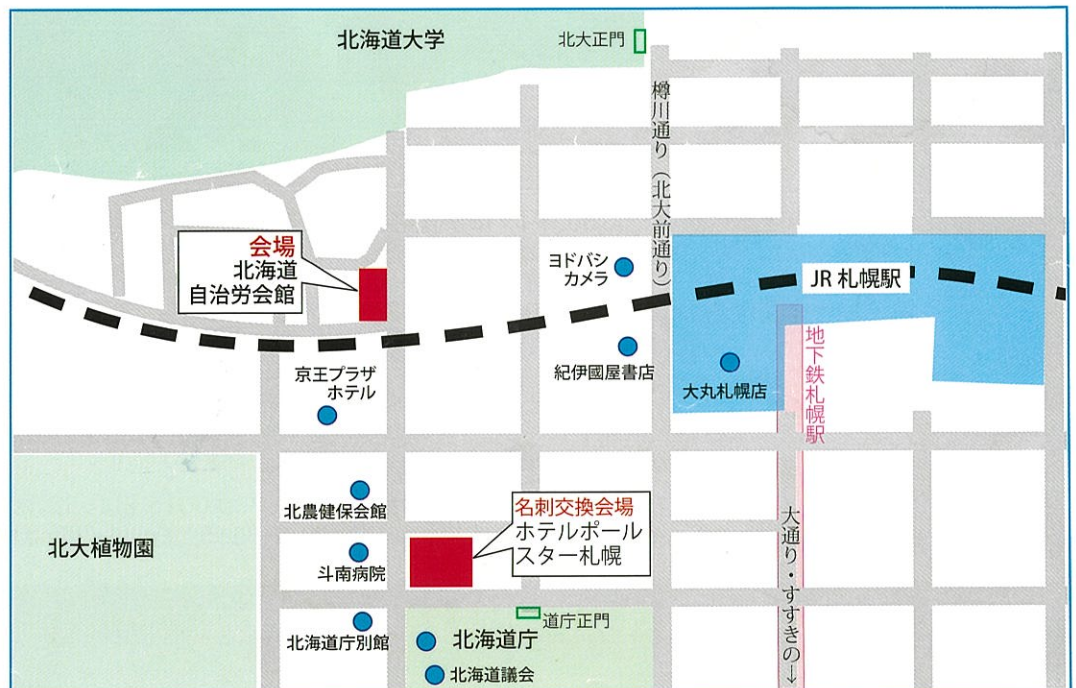 北海道大学
北大正門
樽川通り（北大前通り）
会場
北海道
自治労会館
ヨドバシ
カメラ
JR 札幌駅
京王プラザ
ホテル
紀伊國屋書店
大丸札幌店
地下鉄札幌駅
北農健保会館
名刺交換会場
ホテルポール
スター札幌
大通り・すすきの→
北大植物園
斗南病院
道庁正門
北海道庁別館
北海道庁
北海道議会